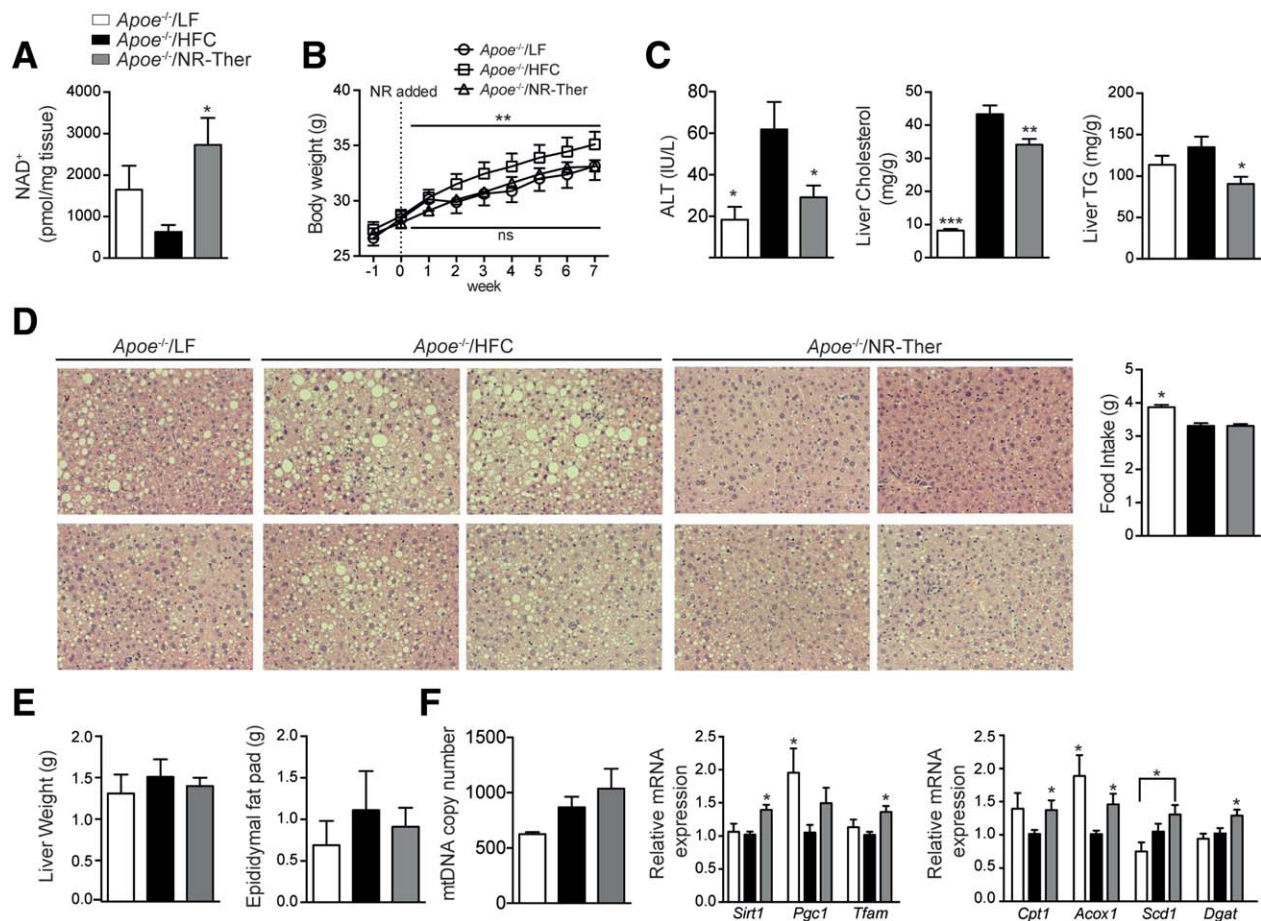 Apoe-/-/LF
Apoe-/-/HFC
Apoe-/-/NR-Ther
A
NAD+
(pmol/mg tissue)
4000
3000
2000
1000
0
*
B
Apoe-/-/LF
Apoe-/-/HFC
Apoe-/-/NR-Ther
NR added
**
ns
Body weight (g)
40
35
30
25
-1 0 1 2 3 4 5 6 7
week
C
ALT (IU/L)
80
60
40
20
* *
Liver Cholesterol
mg/g)
50
40
30
20
10
0
*** **
Liver TG (mg/g)
200
150
100
50
0
*
D
Apoe-/-/LF Apoe-/-/HFC Apoe-/-/NR-Ther
Food Intake (g)
5
4
3
2
1
0
*
E
Liver Weight (g)
2.0
1.5
1.0
0.5
0.0
Epididymal fat pad (g)
2.0
1.5
1.0
0.5
0.0
F
mtDNA copy number
1500
1000
500
0
Relative mRNA
expression
2.5
2.0
1.5
1.0
0.5
0.0
* * *
Sirt1 Pgc1 Tfam
Relative mRNA
expression
2.5
2.0
1.5
1.0
0.5
0.0
* * * * *
Cpt1 Acox1 Scd1 Dgat